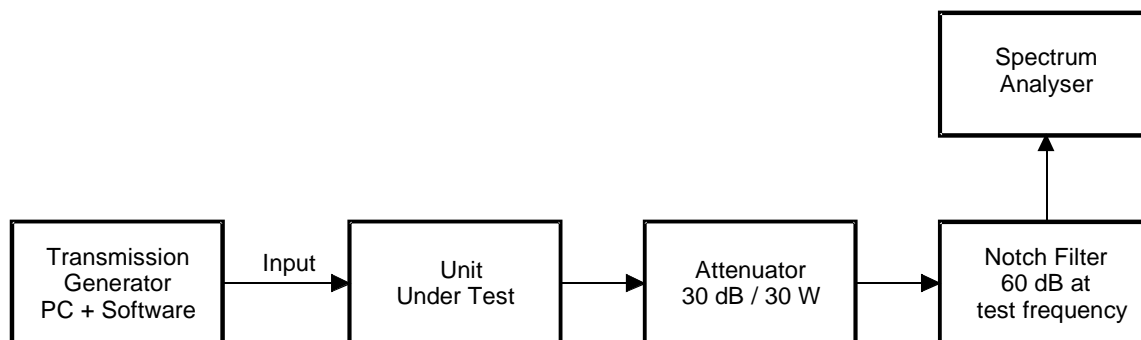 Spectrum
Analyser
Transmission
Generator
PC + Software
Input
Unit
Under Test
Attenuator
30 dB / 30 W
Notch Filter
60 dB at
test frequency